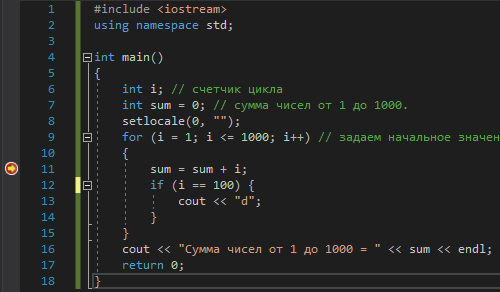 1 #include <iostream>
2 using namespace std;
3
4 int main()
5 {
6 int i; // счетчик цикла
7 int sum = 0; // сумма чисел от 1 до 1000.
8 setlocale(0, "");
9 for (i = 1; i <= 1000; i++) // задаем начальное значен
10 {
11 sum = sum + i;
12 if (i == 100) {
13 cout << "d";
14 }
15 }
16 cout << "Сумма чисел от 1 до 1000 = " << sum << endl;
17 return 0;
18 }